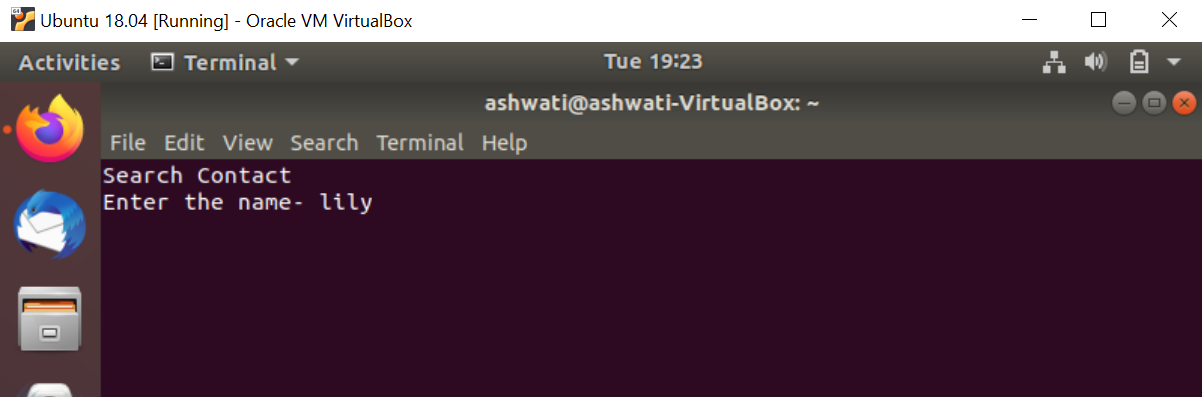 Ubuntu 18.04 [Running] - Oracle VM VirtualBox
Activities Terminal Tue 19:23
ashwati@ashwati-VirtualBox: ~
File Edit View Search Terminal Help
Search Contact
Enter the name- lily